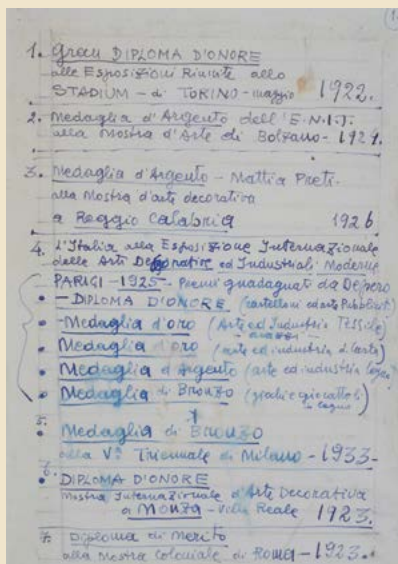 1. Gran DIPLOMA D'ONORE
alle Esposizioni Riunite allo
STADIUM - di TORINO - maggio 1922.
2. Medaglia d'Argento dell'E.N.I.T.
alla Mostra d'Arte di Bolzano - 1924.
3. Medaglia d'Argento - Mattia Preti.
alla Mostra d'arte decorativa
a Reggio Calabria 1926
4. L'Italia alla Esposizione Internazionale
delle Arte Decorative ed Industriali Moderne
PARIGI - 1925 - Premi guadagnati da Depero
• - DIPLOMA D'ONORE (cartelloni ed arte Pubblicit.)
• - Medaglia d'oro (Arte ed Industria Tessile)
• Medaglia d'oro (arte ed industria di Carta)
• Medaglia d'Argento (arte ed industria
• Medaglia di Bronzo (giochi e giocattoli
in legno)
5. Medaglia di Bronzo
alla Vª Triennale di Milano - 1933 -
6. DIPLOMA D'ONORE
Mostra Internazionale d'Arte Decorativa
a MONZA - Villa Reale 1923.
7. Diploma di Merito
alla Mostra Coloniale di Roma - 1923.